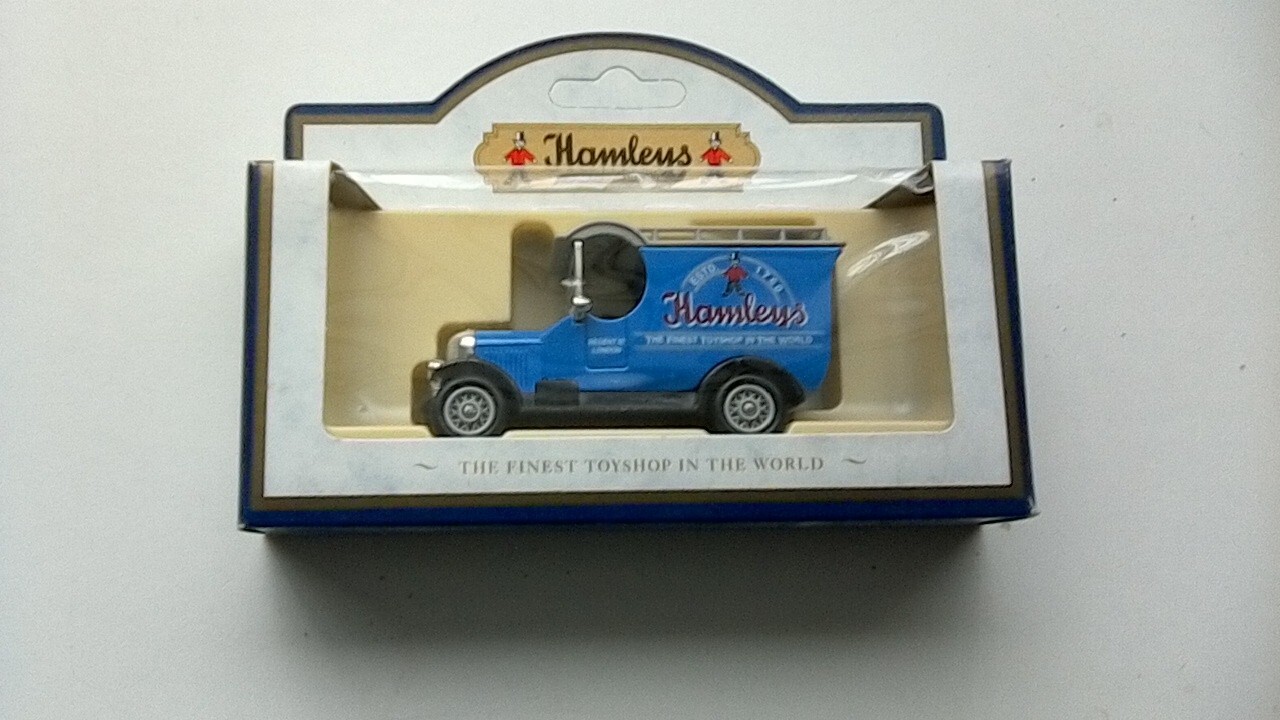 Hamleys
ESTD 1760
Hamleys
THE FINEST TOYSHOP IN THE WORLD
REGENT ST
LONDON
~ THE FINEST TOYSHOP IN THE WORLD ~